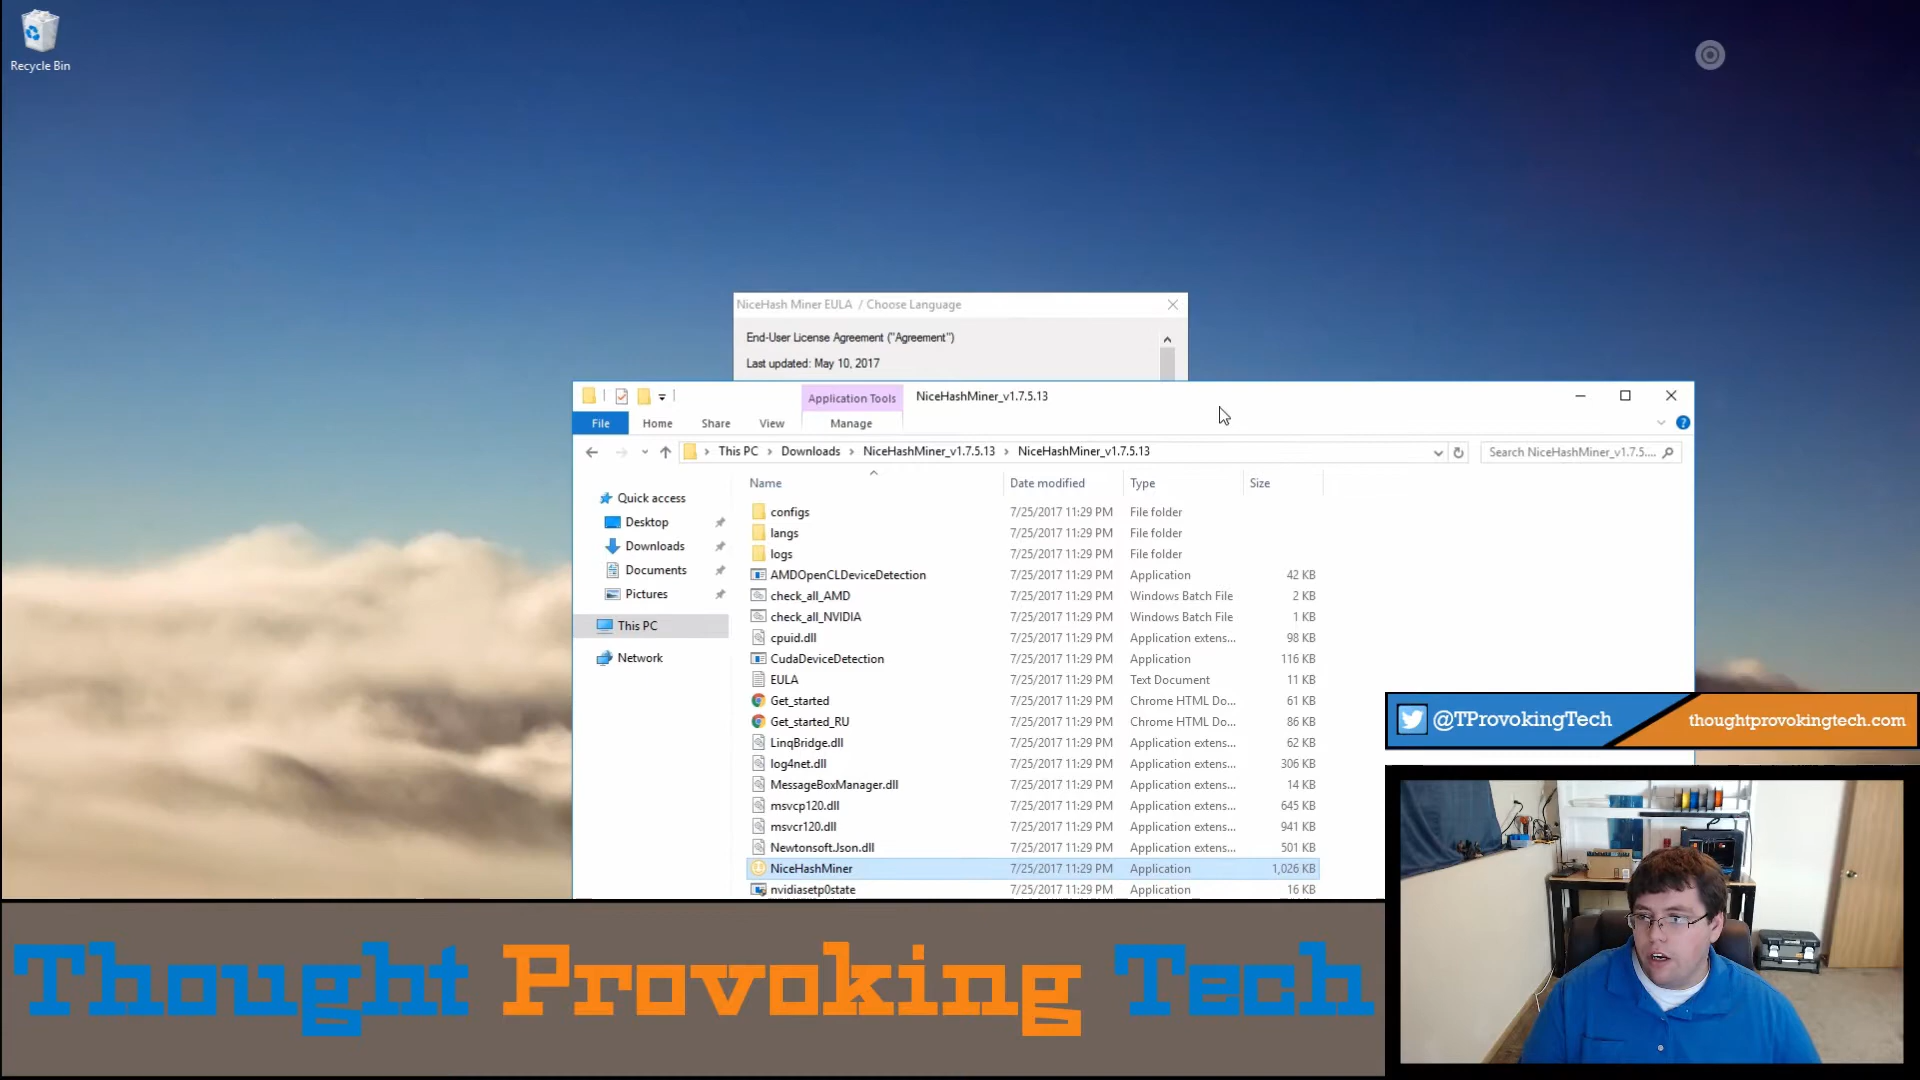 Recycle Bin
NiceHash Miner EULA / Choose Language
End-User License Agreement ("Agreement")
Last updated: May 10, 2017
Application Tools
NiceHashMiner_v1.7.5.13
File
Home
Share
View
Manage
This PC
Downloads
NiceHashMiner_v1.7.5.13
NiceHashMiner_v1.7.5.13
Search NiceHashMiner_v1.7.5....
Name Date modified Type Size
Quick access
Desktop
Downloads
Documents
Pictures
This PC
Network
configs 7/25/2017 11:29 PM File folder
langs 7/25/2017 11:29 PM File folder
logs 7/25/2017 11:29 PM File folder
AMDOpenCLDeviceDetection 7/25/2017 11:29 PM Application 42 KB
check_all_AMD 7/25/2017 11:29 PM Windows Batch File 2 KB
check_all_NVIDIA 7/25/2017 11:29 PM Windows Batch File 1 KB
cpuid.dll 7/25/2017 11:29 PM Application extens... 98 KB
CudaDeviceDetection 7/25/2017 11:29 PM Application 116 KB
EULA 7/25/2017 11:29 PM Text Document 11 KB
Get_started 7/25/2017 11:29 PM Chrome HTML Do... 61 KB
Get_started_RU 7/25/2017 11:29 PM Chrome HTML Do... 86 KB
LinqBridge.dll 7/25/2017 11:29 PM Application extens... 62 KB
log4net.dll 7/25/2017 11:29 PM Application extens... 306 KB
MessageBoxManager.dll 7/25/2017 11:29 PM Application extens... 14 KB
msvcp120.dll 7/25/2017 11:29 PM Application extens... 645 KB
msvcr120.dll 7/25/2017 11:29 PM Application extens... 941 KB
Newtonsoft.Json.dll 7/25/2017 11:29 PM Application extens... 501 KB
NiceHashMiner 7/25/2017 11:29 PM Application 1,026 KB
nvidiasetp0state 7/25/2017 11:29 PM Application 16 KB
@TProvokingTech
thoughtprovokingtech.com
Thought Provoking Tech